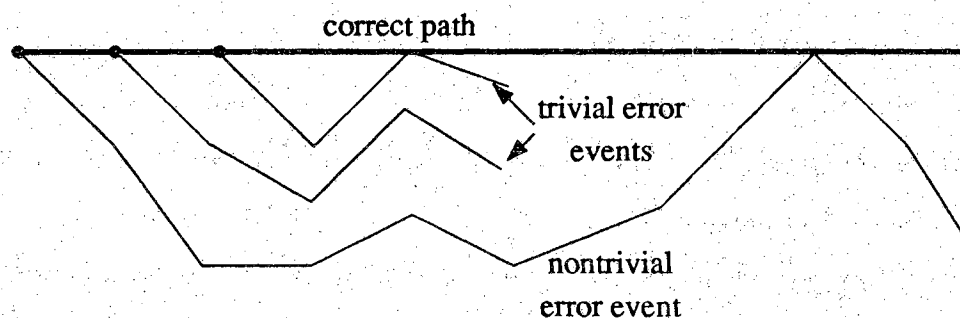 correct path
trivial error
events
nontrivial
error event